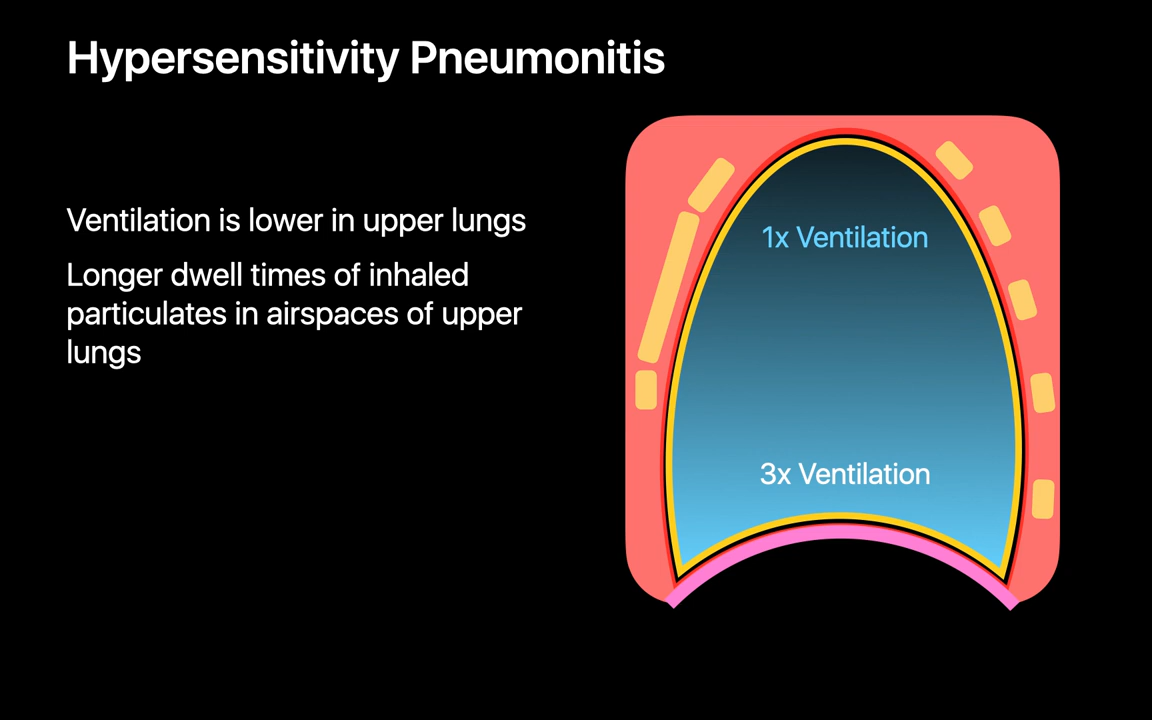 Hypersensitivity Pneumonitis
Ventilation is lower in upper lungs
Longer dwell times of inhaled
particulates in airspaces of upper
lungs
1x Ventilation
3x Ventilation